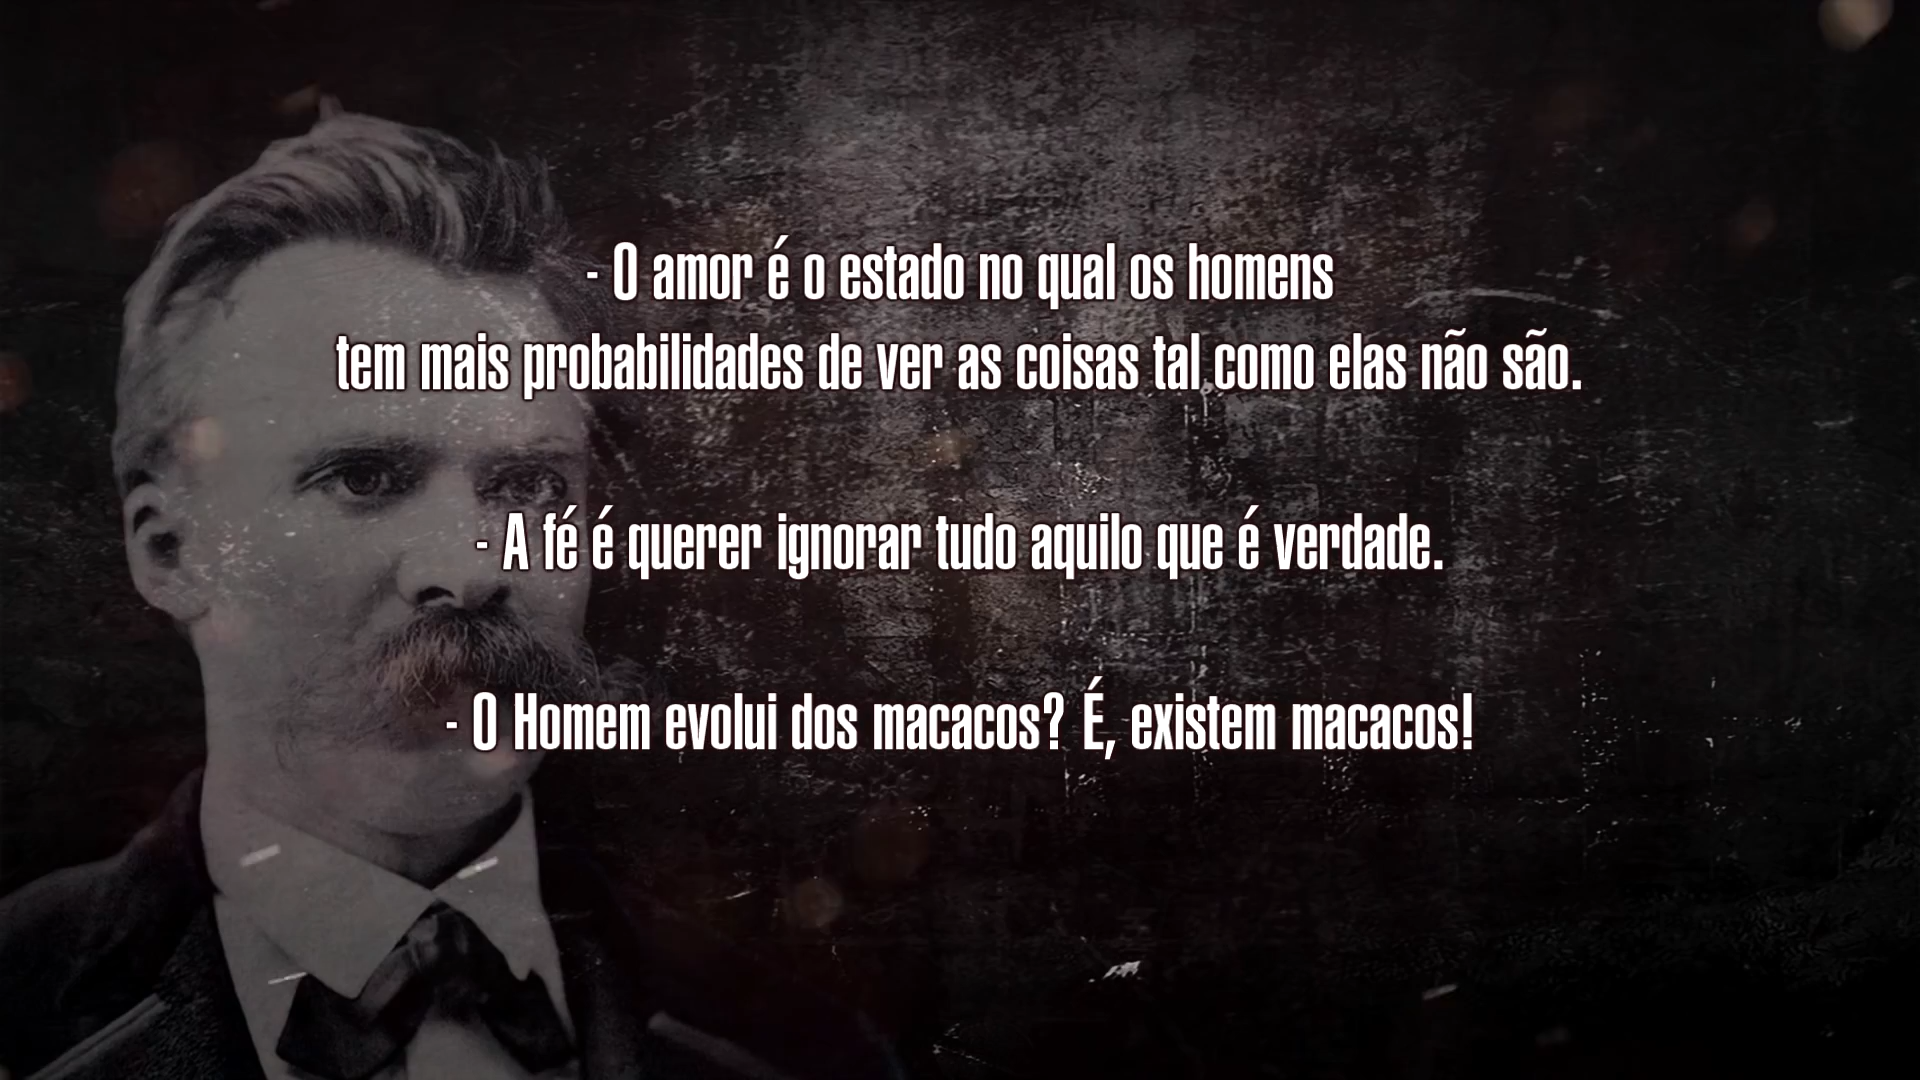 - O amor é o estado no qual os homens
tem mais probabilidades de ver as coisas tal como elas não são.
- A fé é querer ignorar tudo aquilo que é verdade.
- O Homem evolui dos macacos? É, existem macacos!